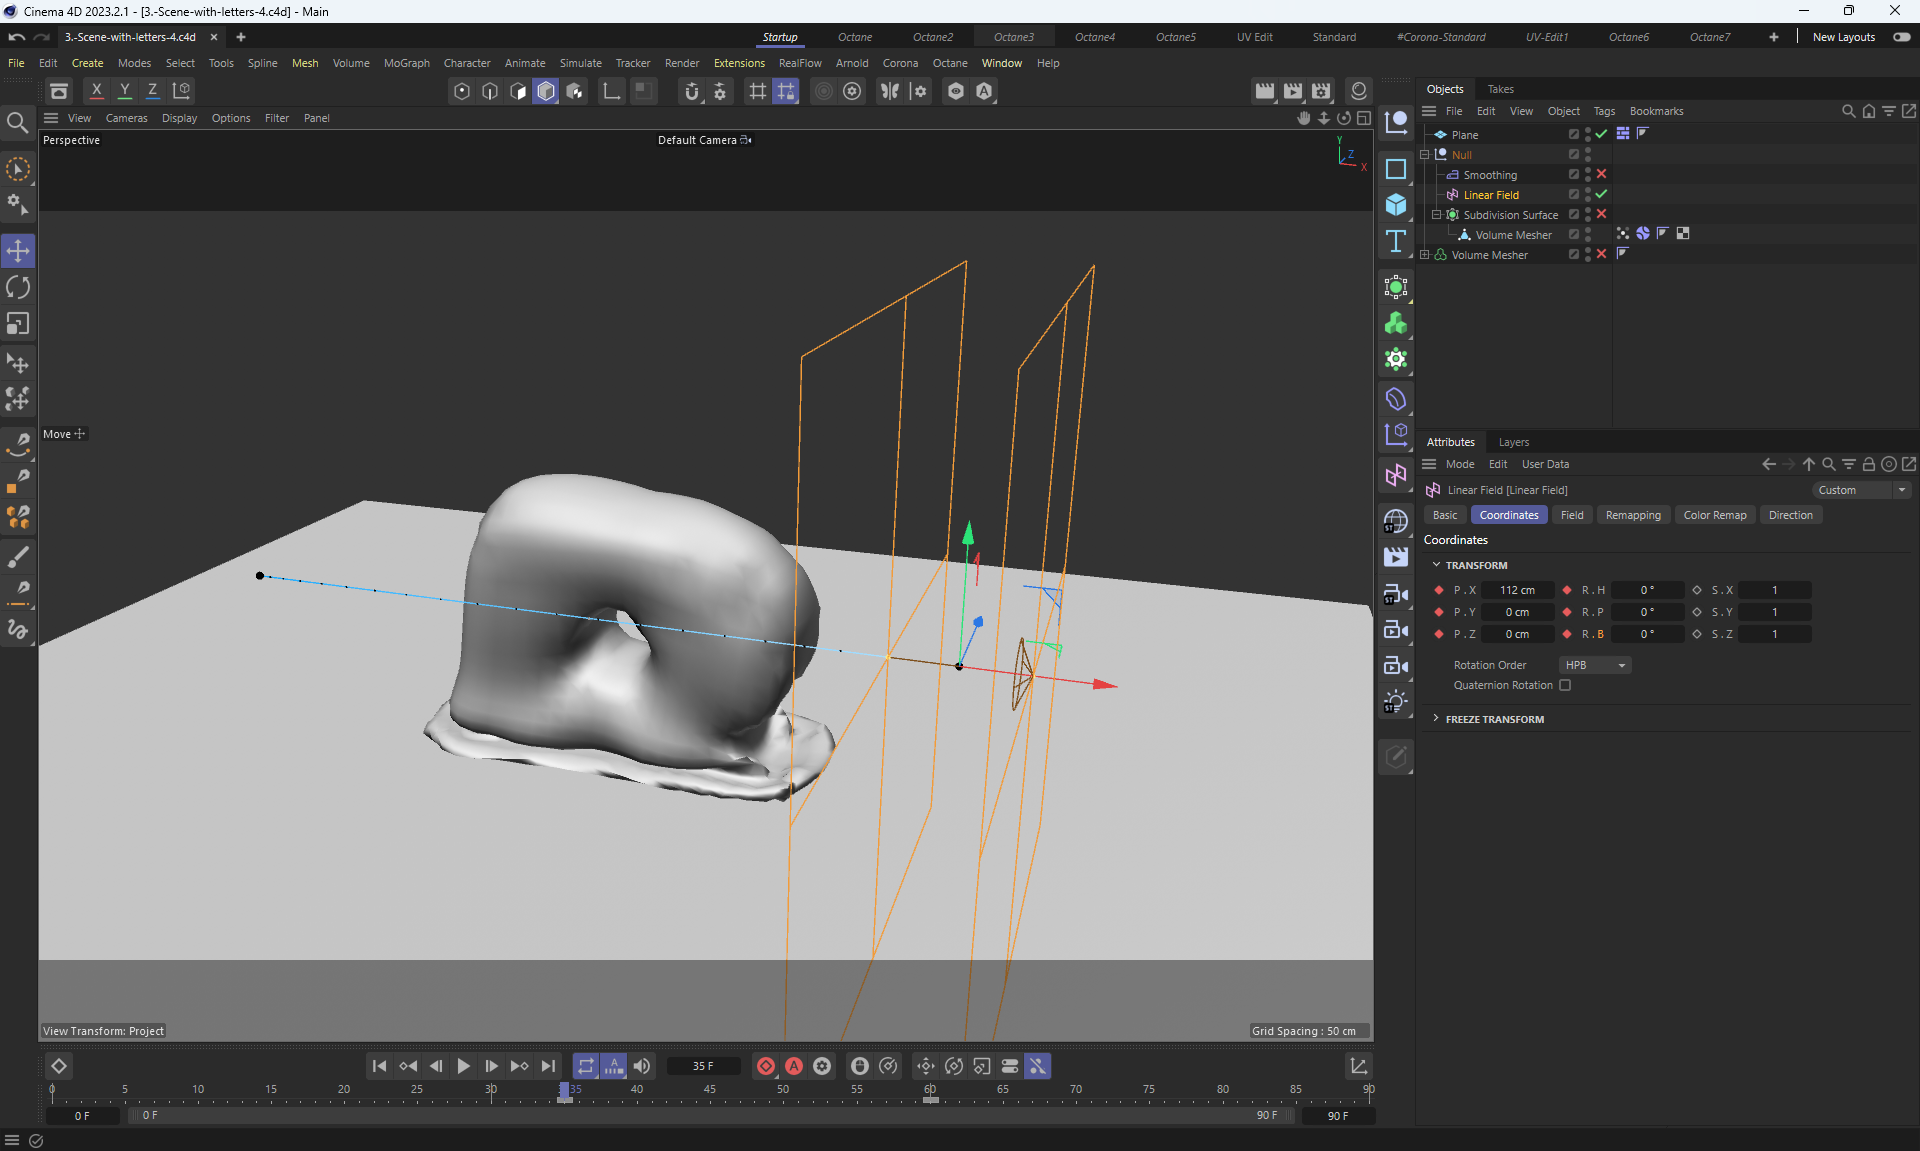 Cinema 4D 2023.2.1 - [3.-Scene-with-letters-4.c4d] - Main
3.-Scene-with-letters-4.c4d
Startup Octane Octane2 Octane3 Octane4 Octane5 UV Edit Standard #Corona-Standard UV-Edit1 Octane6 Octane7 New Layouts
File Edit Create Modes Select Tools Spline Mesh Volume MoGraph Character Animate Simulate Tracker Render Extensions RealFlow Arnold Corona Octane Window Help
X Y Z
Objects Takes
View Cameras Display Options Filter Panel
File Edit View Object Tags Bookmarks
Perspective
Default Camera
Y
Z
X
Plane
Null
Smoothing
Linear Field
Subdivision Surface
Volume Mesher
Volume Mesher
Move
Attributes Layers
Mode Edit User Data
Linear Field [Linear Field]
Custom
Basic Coordinates Field Remapping Color Remap Direction
Coordinates
TRANSFORM
P . X 112 cm R . H 0 ° S . X 1
P . Y 0 cm R . P 0 ° S . Y 1
P . Z 0 cm R . B 0 ° S . Z 1
Rotation Order HPB
Quaternion Rotation
FREEZE TRANSFORM
ST
ST
View Transform: Project
Grid Spacing : 50 cm
35 F
0 5 10 15 20 25 30 35 40 45 50 55 60 65 70 75 80 85 90
0 F 0 F 90 F 90 F